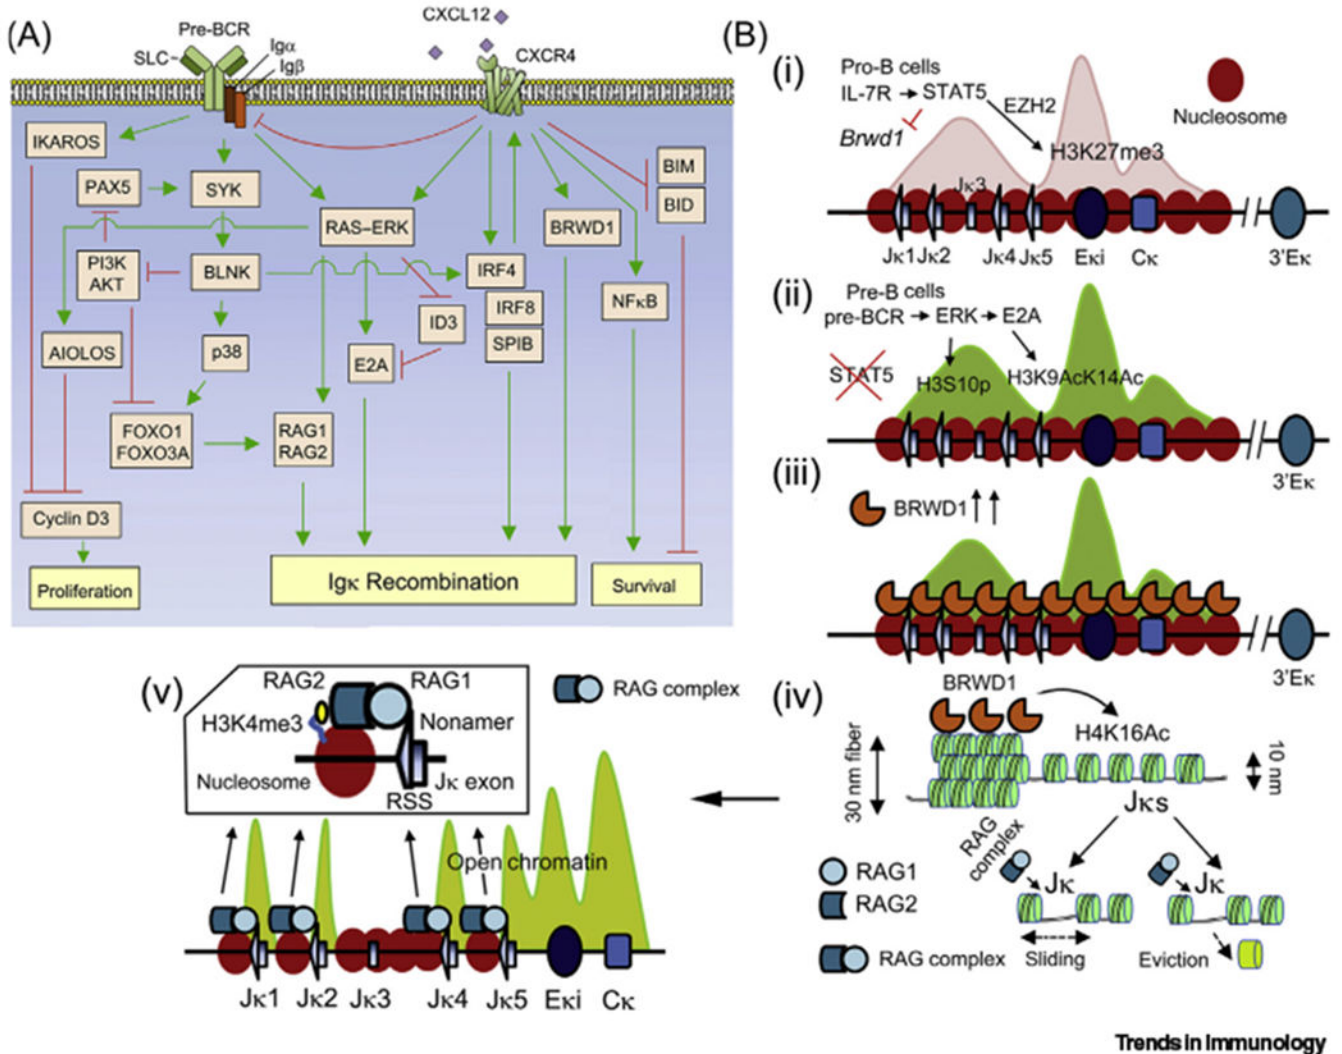 (A)
Pre-BCR
SLC
Igα
Igβ
CXCL12
CXCR4
IKAROS
PAX5
SYK
PI3K
AKT
BLNK
RAS–ERK
BRWD1
BIM
BID
IRF4
IRF8
SPIB
NFκB
ID3
AIOLOS
p38
E2A
FOXO1
FOXO3A
RAG1
RAG2
Cyclin D3
Proliferation
Igκ Recombination
Survival
(B)
(i)
Pro-B cells
IL-7R
STAT5
EZH2
Brwd1
H3K27me3
Nucleosome
Jκ3
Jκ1 Jκ2
Jκ4 Jκ5
Eκi
Cκ
3'Eκ
(ii)
Pre-B cells
pre-BCR
ERK
E2A
STAT5
H3S10p
H3K9AcK14Ac
3'Eκ
(iii)
BRWD1
3'Eκ
(iv)
BRWD1
H4K16Ac
30 nm fiber
10 nm
Jκs
RAG
complex
Jκ
Jκ
RAG1
RAG2
RAG complex
Sliding
Eviction
(v)
RAG2
RAG1
H3K4me3
Nonamer
Nucleosome
Jκ exon
RSS
RAG complex
Open chromatin
Jκ1
Jκ2
Jκ3
Jκ4
Jκ5
Eκi
Cκ
Trends in Immunology